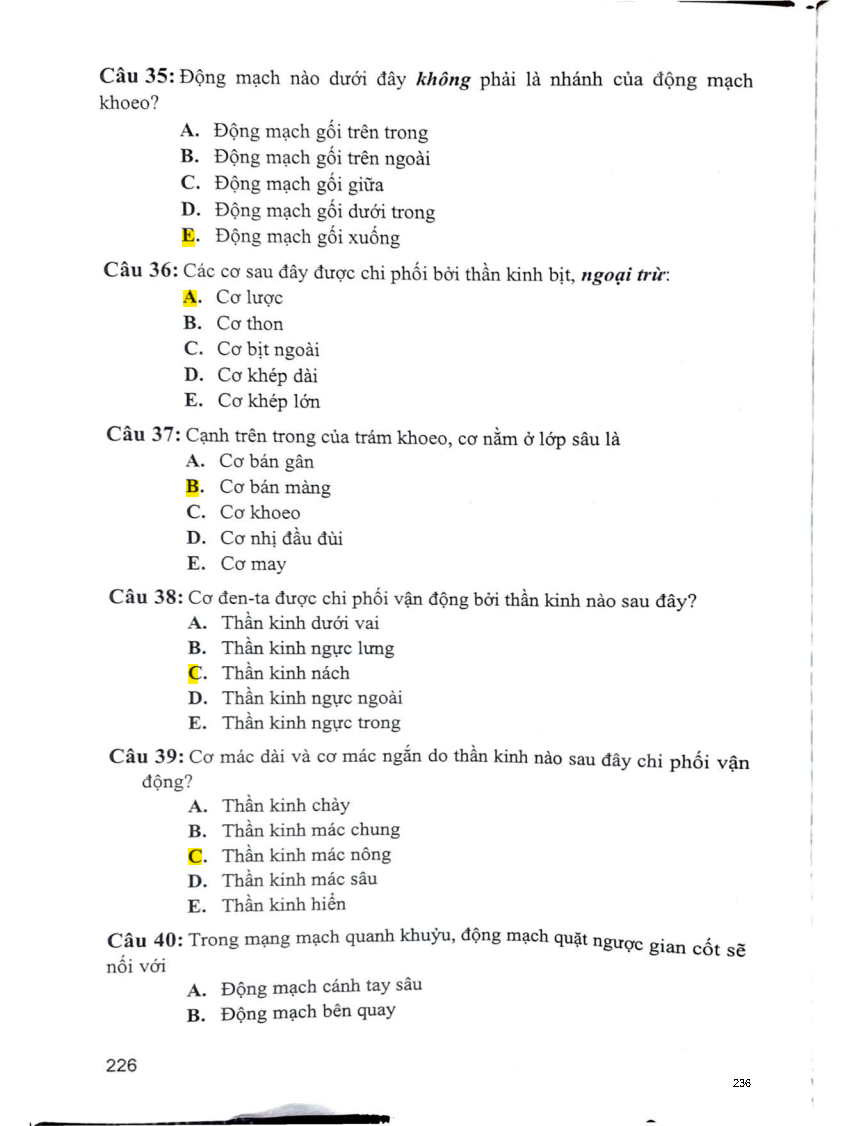 Câu 35: Động mạch nào dưới đây không phải là nhánh của động mạch
khoeo?
A. Động mạch gối trên trong
B. Động mạch gối trên ngoài
C. Động mạch gối giữa
D. Động mạch gối dưới trong
E. Động mạch gối xuống
Câu 36: Các cơ sau đây được chi phối bởi thần kinh bịt, ngoại trừ:
A. Cơ lược
B. Cơ thon
C. Cơ bịt ngoài
D. Cơ khép dài
E. Cơ khép lớn
Câu 37: Cạnh trên trong của trám khoeo, cơ nằm ở lớp sâu là
A. Cơ bán gân
B. Cơ bán màng
C. Cơ khoeo
D. Cơ nhị đầu đùi
E. Cơ may
Câu 38: Cơ đen-ta được chi phối vận động bởi thần kinh nào sau đây?
A. Thần kinh dưới vai
B. Thần kinh ngực lưng
C. Thần kinh nách
D. Thần kinh ngực ngoài
E. Thần kinh ngực trong
Câu 39: Cơ mác dài và cơ mác ngắn do thần kinh nào sau đây chi phối vận
động?
A. Thần kinh chày
B. Thần kinh mác chung
C. Thần kinh mác nông
D. Thần kinh mác sâu
E. Thần kinh hiển
Câu 40: Trong mạng mạch quanh khuỷu, động mạch quặt ngược gian cốt sẽ
nối với
A. Động mạch cánh tay sâu
B. Động mạch bên quay
226
236